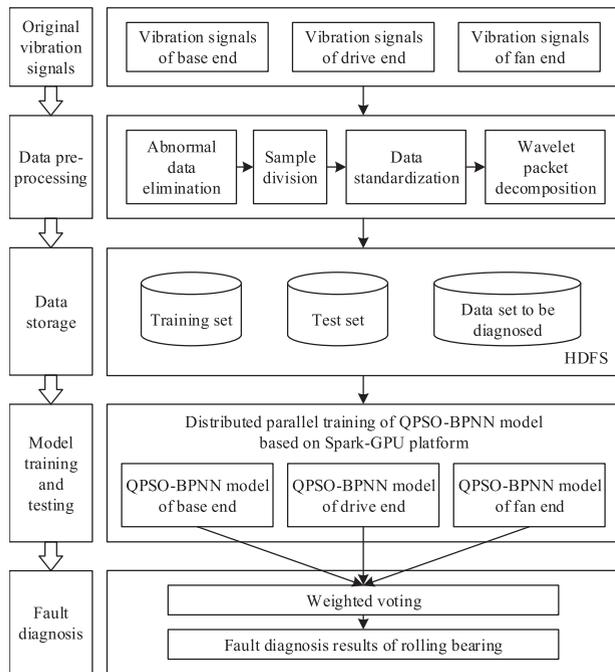 Original
vibration
signals
Vibration signals
of base end
Vibration signals
of drive end
Vibration signals
of fan end
Data pre-
processing
Abnormal
data
elimination
Sample
division
Data
standardization
Wavelet
packet
decomposition
Data
storage
Training set
Test set
Data set to be
diagnosed
HDFS
Model
training
and
testing
Distributed parallel training of QPSO-BPNN model
based on Spark-GPU platform
QPSO-BPNN model
of base end
QPSO-BPNN model
of drive end
QPSO-BPNN model
of fan end
Fault
diagnosis
Weighted voting
Fault diagnosis results of rolling bearing